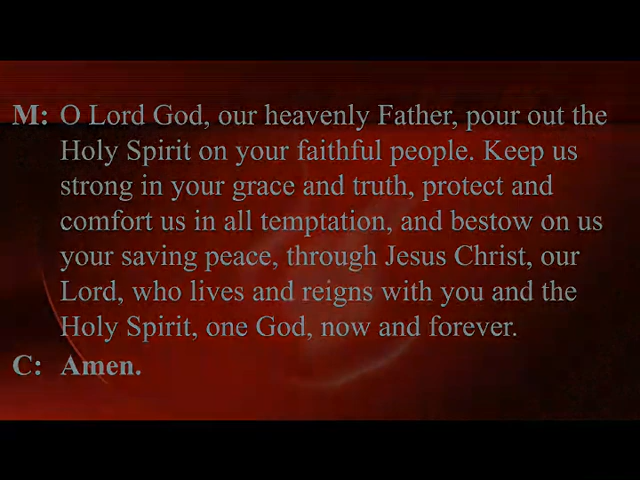 M: O Lord God, our heavenly Father, pour out the
Holy Spirit on your faithful people. Keep us
strong in your grace and truth, protect and
comfort us in all temptation, and bestow on us
your saving peace, through Jesus Christ, our
Lord, who lives and reigns with you and the
Holy Spirit, one God, now and forever.
C: Amen.